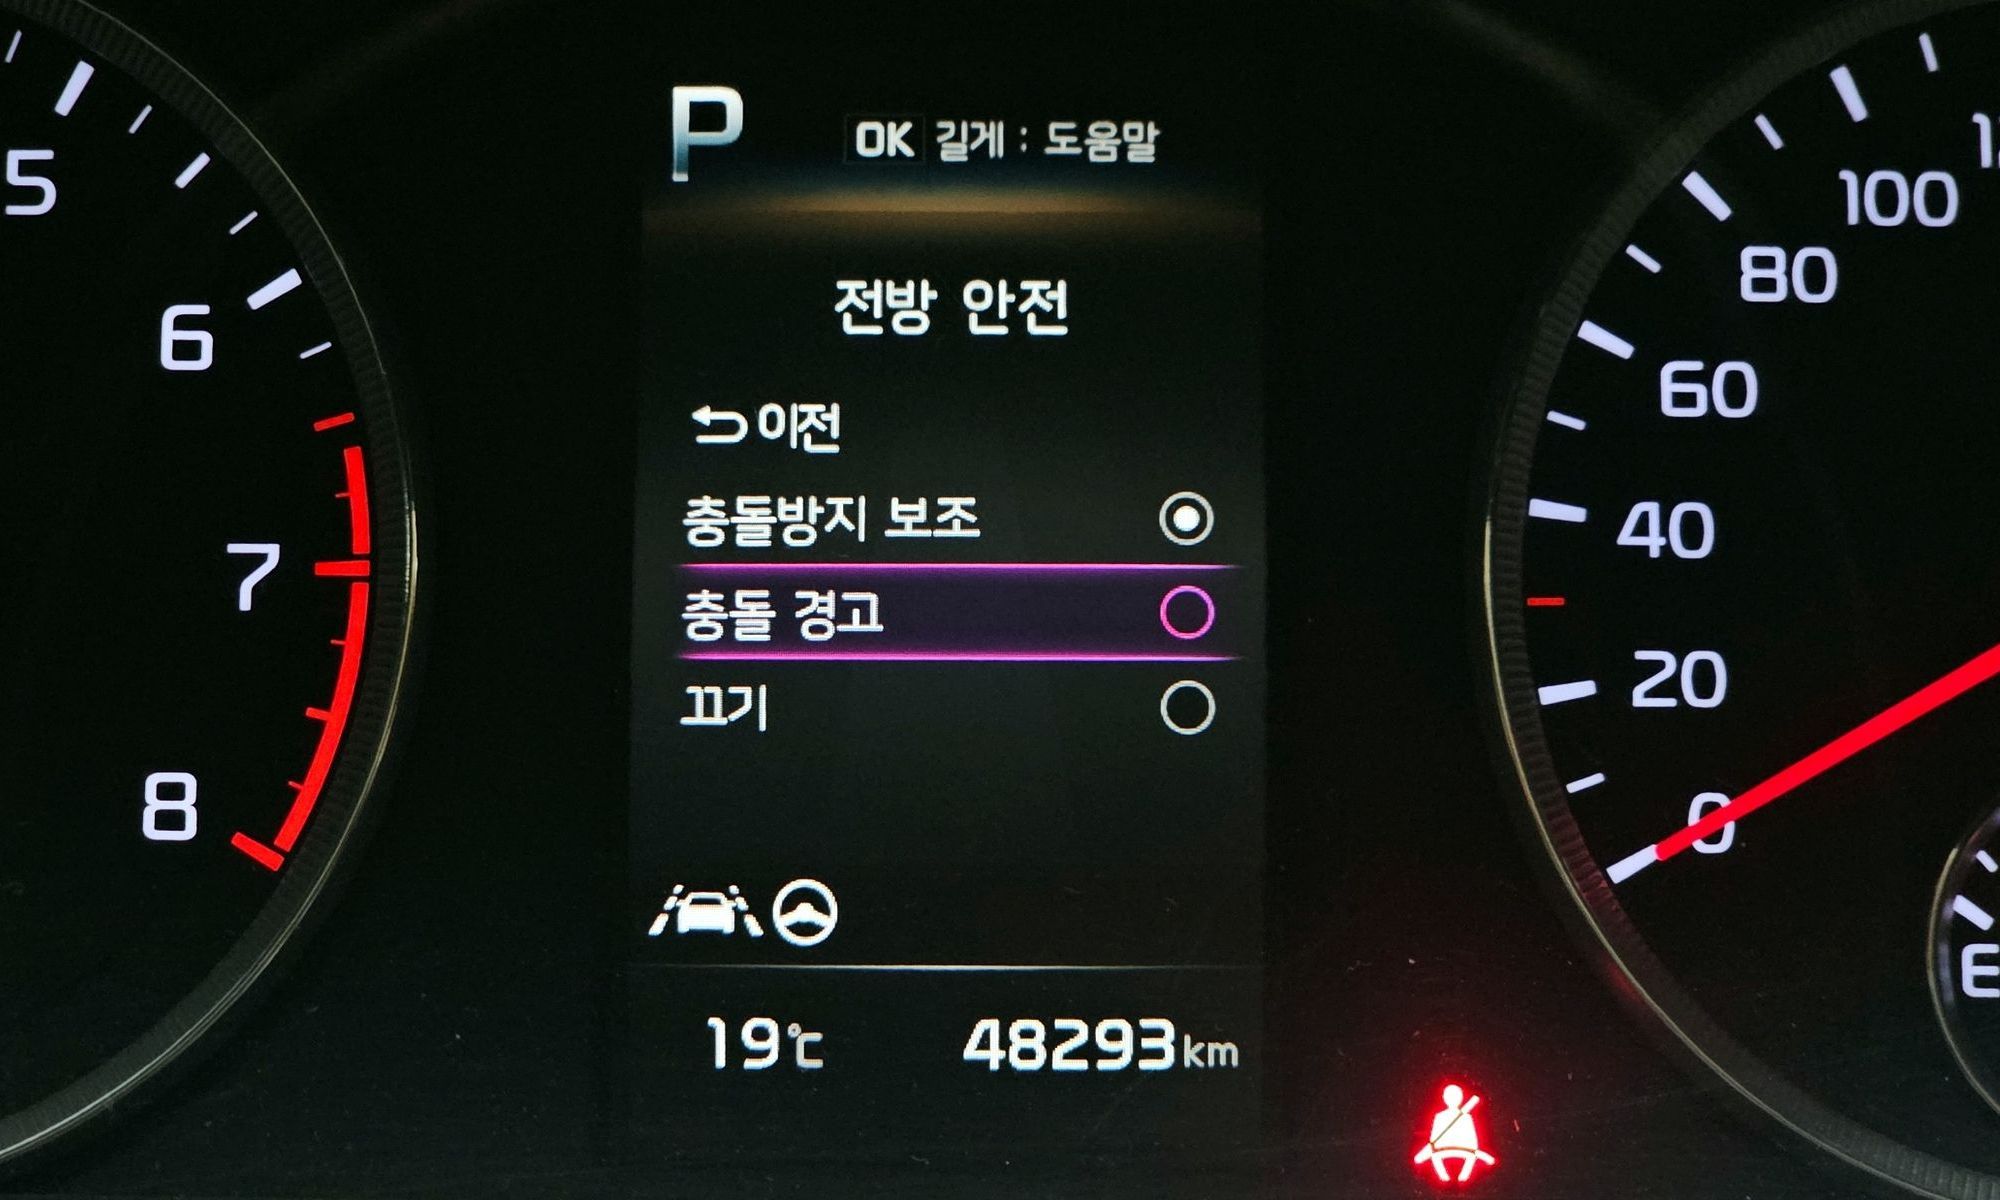 P
OK 길게 : 도움말
전방 안전
이전
충돌방지 보조
충돌 경고
끄기
19℃ 48293km
5
6
7
8
100
80
60
40
20
0
E